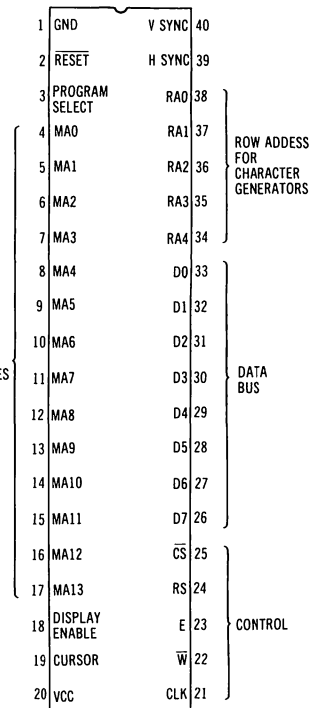 1 GND V SYNC 40
2 RESET H SYNC 39
3 PROGRAM SELECT RA0 38
4 MA0 RA1 37
5 MA1 RA2 36
6 MA2 RA3 35
7 MA3 RA4 34
ROW ADDESS
FOR
CHARACTER
GENERATORS
8 MA4 D0 33
9 MA5 D1 32
10 MA6 D2 31
ES
11 MA7 D3 30
12 MA8 D4 29
13 MA9 D5 28
14 MA10 D6 27
15 MA11 D7 26
DATA
BUS
16 MA12 CS 25
17 MA13 RS 24
18 DISPLAY ENABLE E 23
19 CURSOR W 22
20 VCC CLK 21
CONTROL